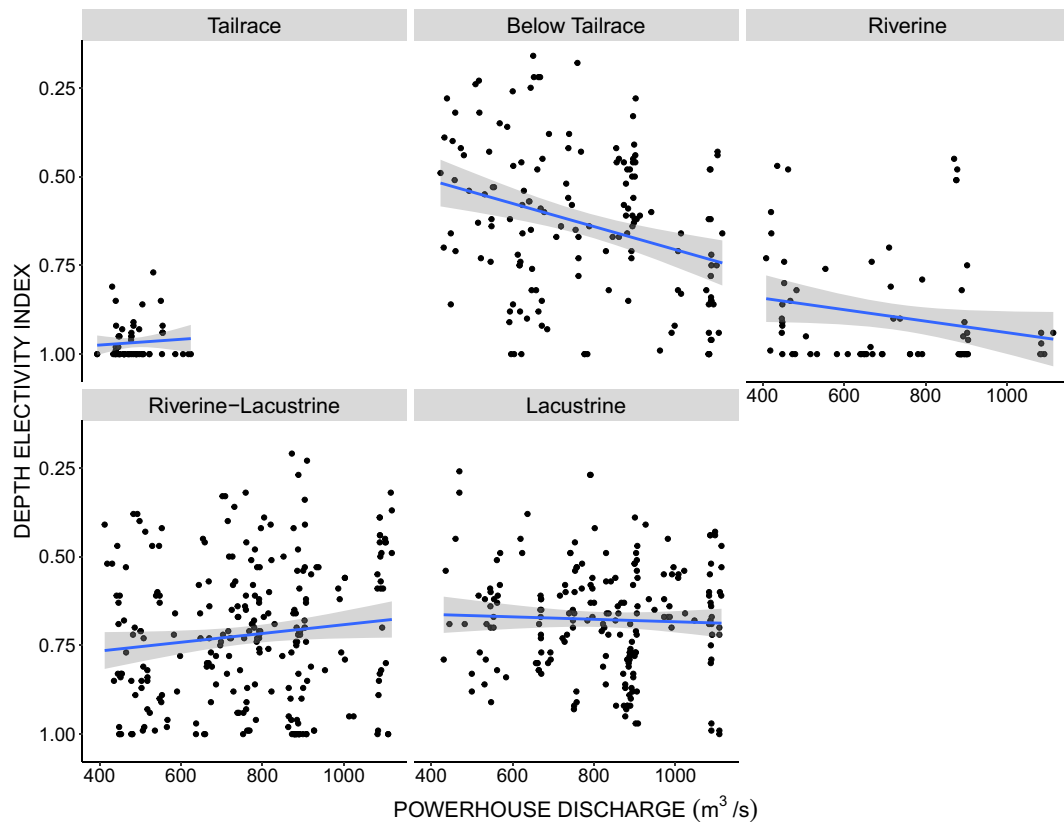 Tailrace
Below Tailrace
Riverine
0.25
0.50
0.75
1.00
400 600 800 1000
Riverine−Lacustrine
Lacustrine
0.25
0.50
0.75
1.00
400 600 800 1000
400 600 800 1000
DEPTH ELECTIVITY INDEX
POWERHOUSE DISCHARGE (m³/s)